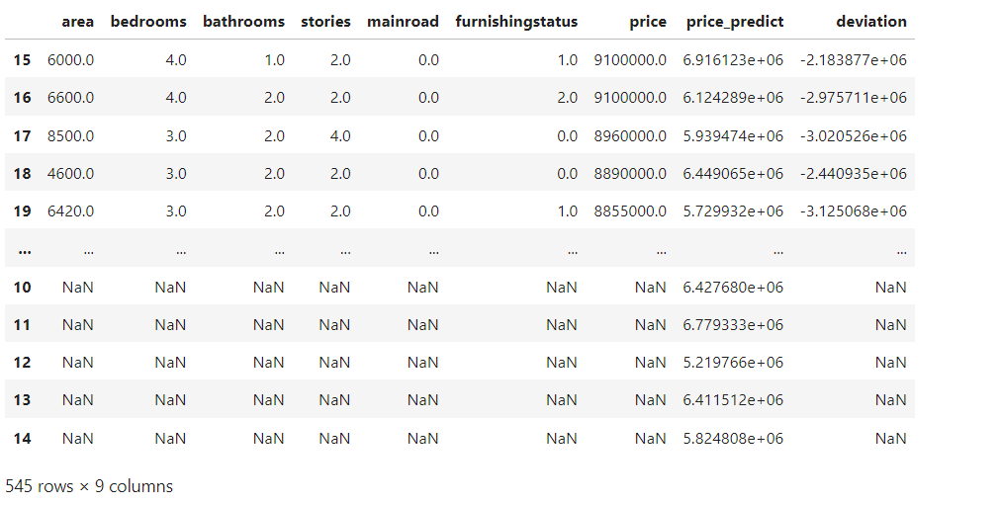 area bedrooms bathrooms stories mainroad furnishingstatus price price_predict deviation
15 6000.0 4.0 1.0 2.0 0.0 1.0 9100000.0 6.916123e+06 -2.183877e+06
16 6600.0 4.0 2.0 2.0 0.0 2.0 9100000.0 6.124289e+06 -2.975711e+06
17 8500.0 3.0 2.0 4.0 0.0 0.0 8960000.0 5.939474e+06 -3.020526e+06
18 4600.0 3.0 2.0 2.0 0.0 0.0 8890000.0 6.449065e+06 -2.440935e+06
19 6420.0 3.0 2.0 2.0 0.0 1.0 8855000.0 5.729932e+06 -3.125068e+06
... ... ... ... ... ... ... ... ... ...
10 NaN NaN NaN NaN NaN NaN NaN 6.427680e+06 NaN
11 NaN NaN NaN NaN NaN NaN NaN 6.779333e+06 NaN
12 NaN NaN NaN NaN NaN NaN NaN 5.219766e+06 NaN
13 NaN NaN NaN NaN NaN NaN NaN 6.411512e+06 NaN
14 NaN NaN NaN NaN NaN NaN NaN 5.824808e+06 NaN
545 rows × 9 columns